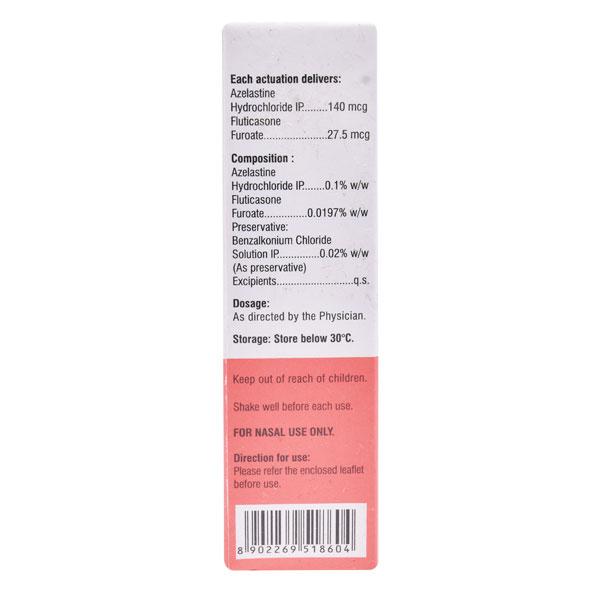 Each actuation delivers:
Azelastine
Hydrochloride IP........140 mcg
Fluticasone
Furoate......................27.5 mcg
Composition :
Azelastine
Hydrochloride IP.......0.1% w/w
Fluticasone
Furoate...............0.0197% w/w
Preservative:
Benzalkonium Chloride
Solution IP..............0.02% w/w
(As preservative)
Excipients...........................q.s.
Dosage:
As directed by the Physician.
Storage: Store below 30°C.
Keep out of reach of children.
Shake well before each use.
FOR NASAL USE ONLY.
Direction for use:
Please refer the enclosed leaflet
before use.
8 902269 518604